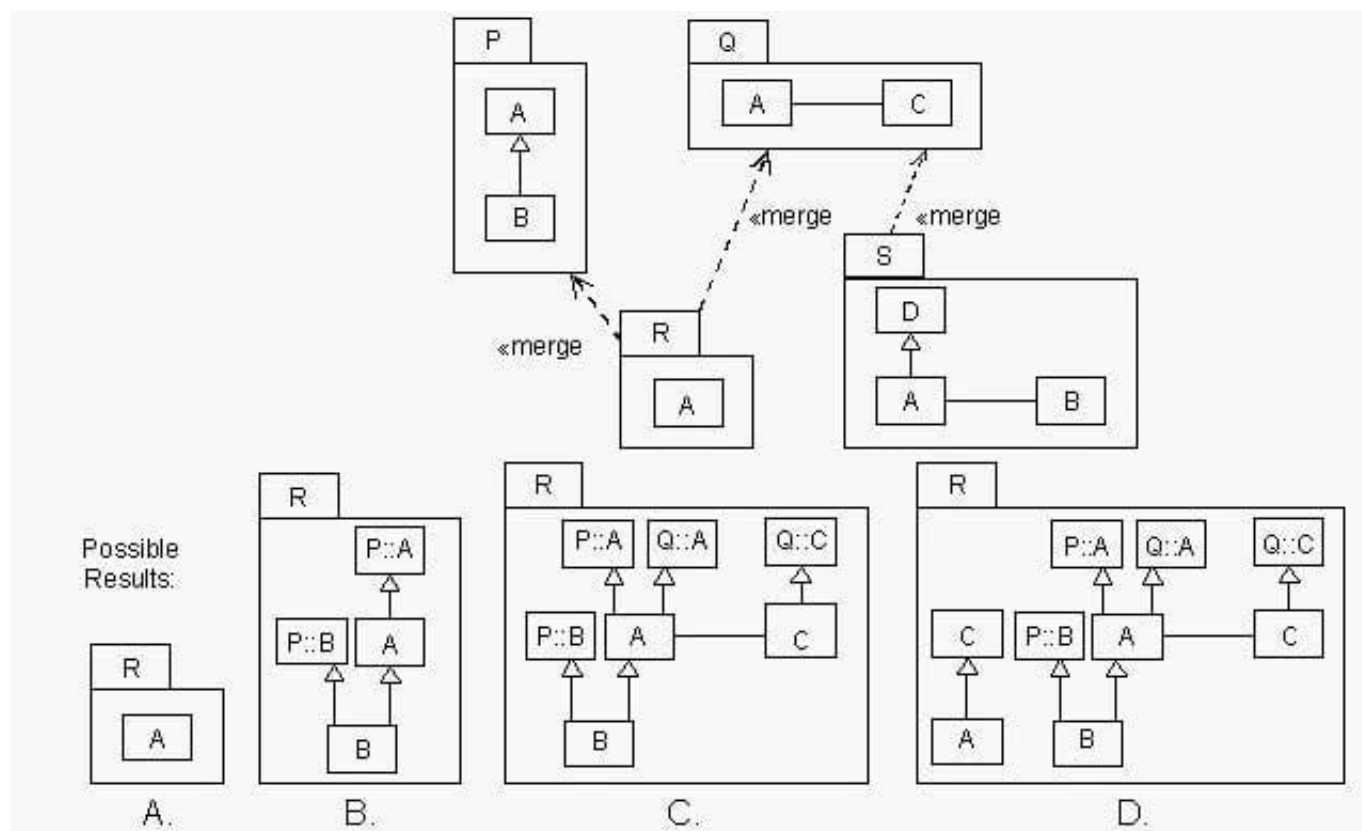 P
Q
A
A
C
B
«merge
«merge
S
D
R
«merge
A
B
A
R
R
R
P::A
P::A
Q::A
Q::C
P::A
Q::A
Q::C
Possible
Results:
P::B
A
P::B
A
C
C
P::B
A
C
R
A
B
B
A
B
A.
B.
C.
D.